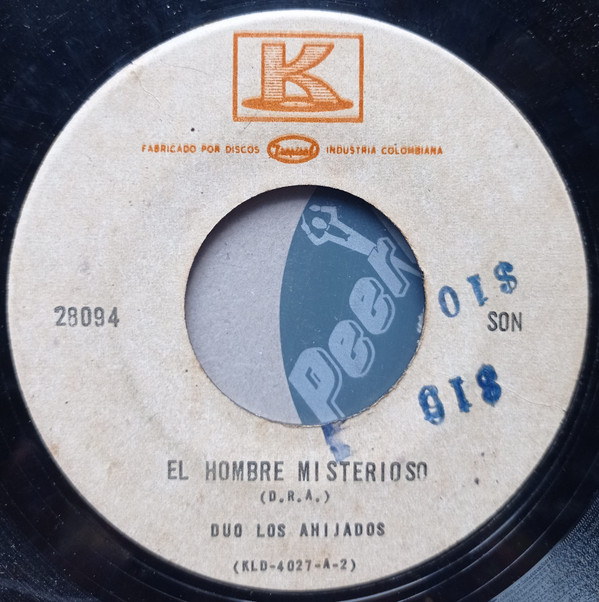 K
FABRICADO POR DISCOS Tropical INDUSTRIA COLOMBIANA
Peer
28094
SON
EL HOMBRE MISTERIOSO
(D.R.A.)
DUO LOS AHIJADOS
(KLD-4027-A-2)